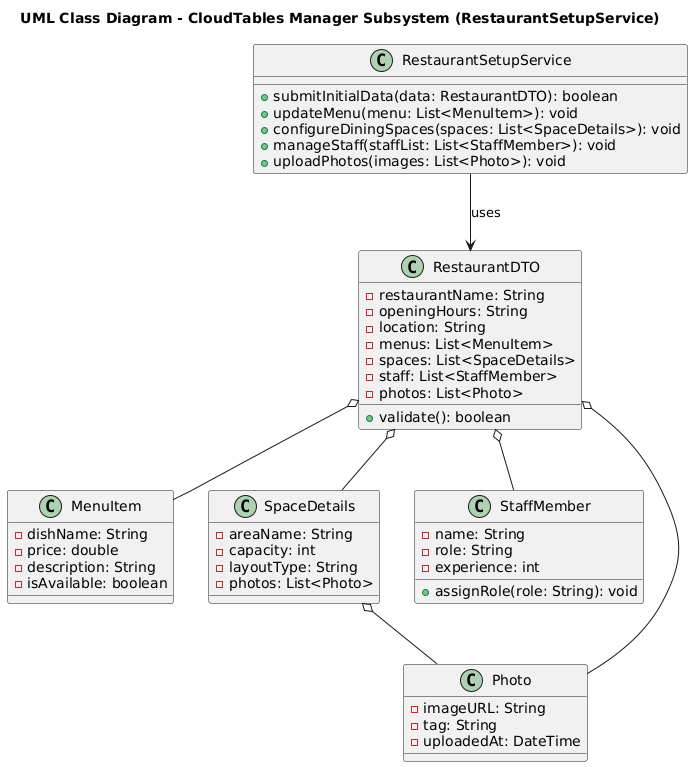 UML Class Diagram - CloudTables Manager Subsystem (RestaurantSetupService)
C RestaurantSetupService
submitInitialData(data: RestaurantDTO): boolean
updateMenu(menu: List<MenuItem>): void
configureDiningSpaces(spaces: List<SpaceDetails>): void
manageStaff(staffList: List<StaffMember>): void
uploadPhotos(images: List<Photo>): void
uses
C RestaurantDTO
restaurantName: String
openingHours: String
location: String
menus: List<MenuItem>
spaces: List<SpaceDetails>
staff: List<StaffMember>
photos: List<Photo>
validate(): boolean
C MenuItem
dishName: String
price: double
description: String
isAvailable: boolean
C SpaceDetails
areaName: String
capacity: int
layoutType: String
photos: List<Photo>
C StaffMember
name: String
role: String
experience: int
assignRole(role: String): void
C Photo
imageURL: String
tag: String
uploadedAt: DateTime